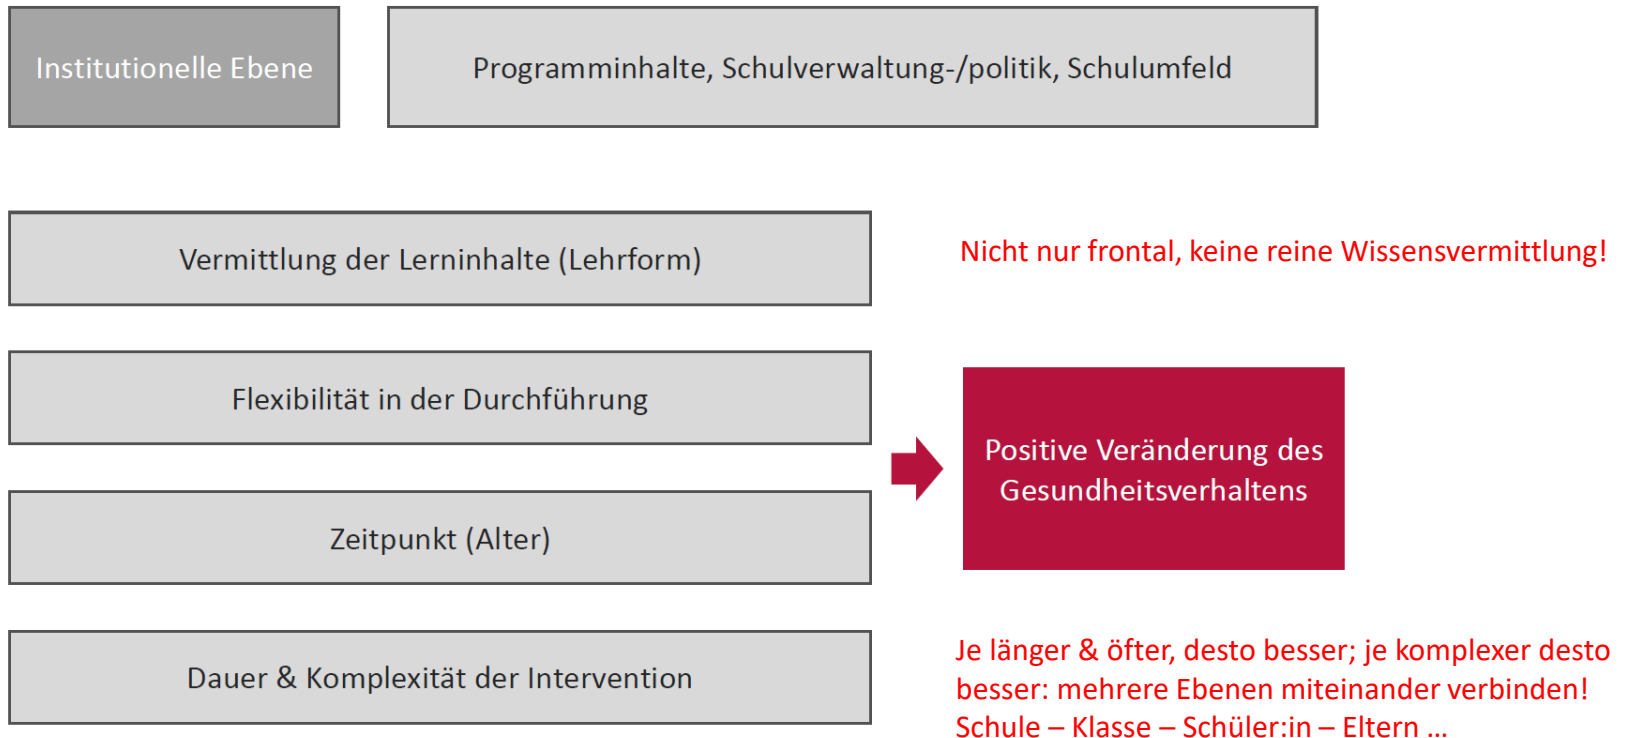 Institutionelle Ebene
Programminhalte, Schulverwaltung-/politik, Schulumfeld
Vermittlung der Lerninhalte (Lehrform)
Nicht nur frontal, keine reine Wissensvermittlung!
Flexibilität in der Durchführung
Positive Veränderung des
Gesundheitsverhaltens
Zeitpunkt (Alter)
Dauer & Komplexität der Intervention
Je länger & öfter, desto besser; je komplexer desto
besser: mehrere Ebenen miteinander verbinden!
Schule – Klasse – Schüler:in – Eltern ...